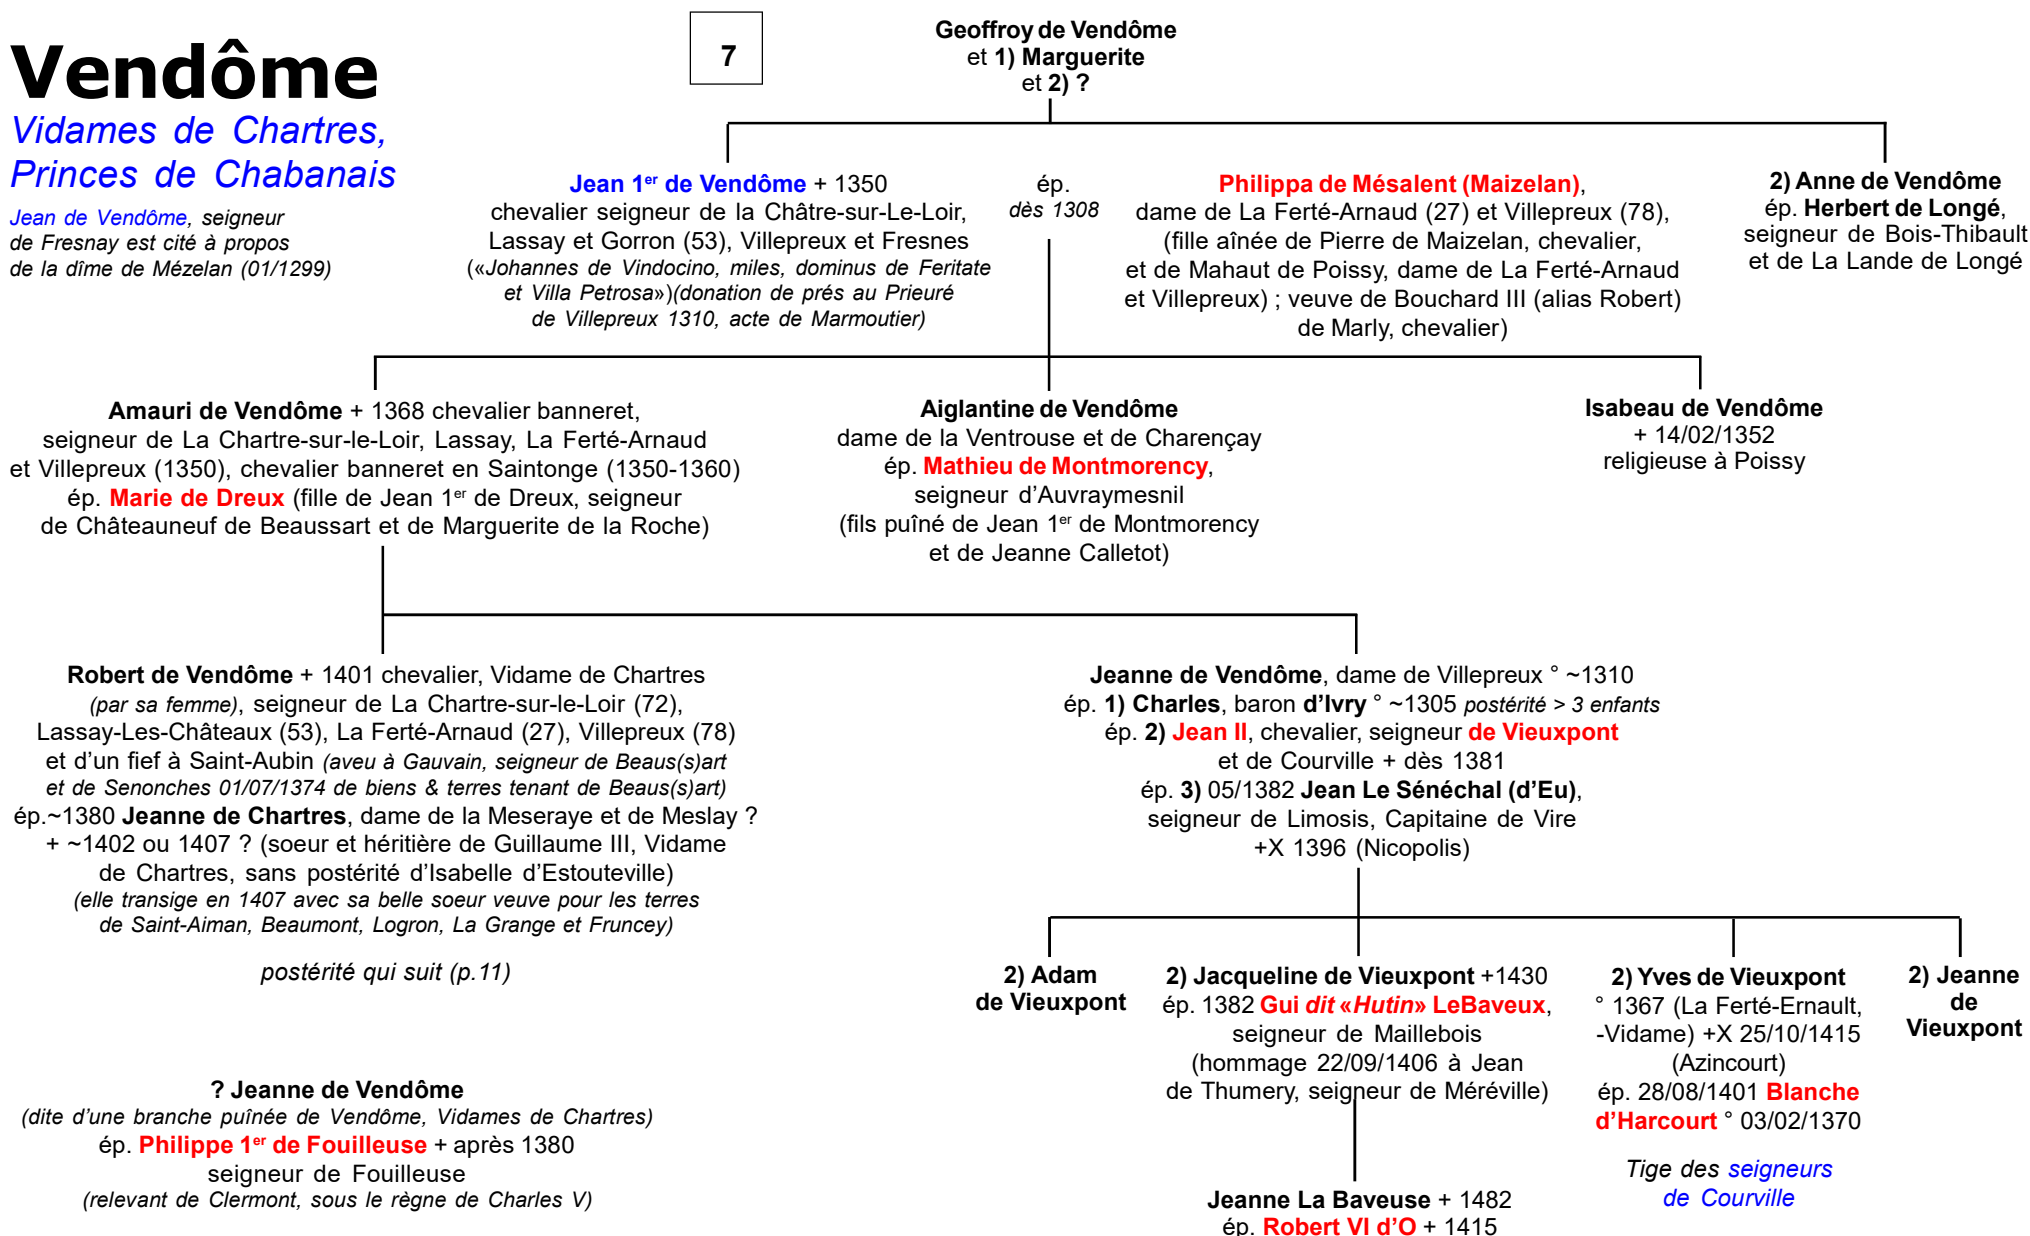 Vendôme
Vidames de Chartres,
Princes de Chabanais
Jean de Vendôme, seigneur
de Fresnay est cité à propos
de la dîme de Mézelan (01/1299)
7
Geoffroy de Vendôme
et 1) Marguerite
et 2) ?
Jean 1er de Vendôme + 1350
chevalier seigneur de la Châtre-sur-Le-Loir,
Lassay et Gorron (53), Villepreux et Fresnes
(«Johannes de Vindocino, miles, dominus de Feritate
et Villa Petrosa»)(donation de prés au Prieuré
de Villepreux 1310, acte de Marmoutier)
ép.
dès 1308
Philippa de Mésalent (Maizelan),
dame de La Ferté-Arnaud (27) et Villepreux (78),
(fille aînée de Pierre de Maizelan, chevalier,
et de Mahaut de Poissy, dame de La Ferté-Arnaud
et Villepreux) ; veuve de Bouchard III (alias Robert)
de Marly, chevalier)
2) Anne de Vendôme
ép. Herbert de Longé,
seigneur de Bois-Thibault
et de La Lande de Longé
Amauri de Vendôme + 1368 chevalier banneret,
seigneur de La Chartre-sur-le-Loir, Lassay, La Ferté-Arnaud
et Villepreux (1350), chevalier banneret en Saintonge (1350-1360)
ép. Marie de Dreux (fille de Jean 1er de Dreux, seigneur
de Châteauneuf de Beaussart et de Marguerite de la Roche)
Aiglantine de Vendôme
dame de la Ventrouse et de Charençay
ép. Mathieu de Montmorency,
seigneur d'Auvraymesnil
(fils puîné de Jean 1er de Montmorency
et de Jeanne Calletot)
Isabeau de Vendôme
+ 14/02/1352
religieuse à Poissy
Robert de Vendôme + 1401 chevalier, Vidame de Chartres
(par sa femme), seigneur de La Chartre-sur-le-Loir (72),
Lassay-Les-Châteaux (53), La Ferté-Arnaud (27), Villepreux (78)
et d'un fief à Saint-Aubin (aveu à Gauvain, seigneur de Beaus(s)art
et de Senonches 01/07/1374 de biens & terres tenant de Beaus(s)art)
ép.~1380 Jeanne de Chartres, dame de la Meseraye et de Meslay ?
+ ~1402 ou 1407 ? (soeur et héritière de Guillaume III, Vidame
de Chartres, sans postérité d'Isabelle d'Estouteville)
(elle transige en 1407 avec sa belle soeur veuve pour les terres
de Saint-Aiman, Beaumont, Logron, La Grange et Fruncey)
postérité qui suit (p.11)
Jeanne de Vendôme, dame de Villepreux ° ~1310
ép. 1) Charles, baron d'Ivry ° ~1305 postérité > 3 enfants
ép. 2) Jean II, chevalier, seigneur de Vieuxpont
et de Courville + dès 1381
ép. 3) 05/1382 Jean Le Sénéchal (d'Eu),
seigneur de Limosis, Capitaine de Vire
+X 1396 (Nicopolis)
2) Adam
de Vieuxpont
2) Jacqueline de Vieuxpont +1430
ép. 1382 Gui dit «Hutin» LeBaveux,
seigneur de Maillebois
(hommage 22/09/1406 à Jean
de Thumery, seigneur de Méréville)
2) Yves de Vieuxpont
° 1367 (La Ferté-Ernault,
-Vidame) +X 25/10/1415
(Azincourt)
ép. 28/08/1401 Blanche
d'Harcourt ° 03/02/1370
Tige des seigneurs
de Courville
2) Jeanne
de
Vieuxpont
? Jeanne de Vendôme
(dite d'une branche puînée de Vendôme, Vidames de Chartres)
ép. Philippe 1er de Fouilleuse + après 1380
seigneur de Fouilleuse
(relevant de Clermont, sous le règne de Charles V)
Jeanne La Baveuse + 1482
ép. Robert VI d'O + 1415